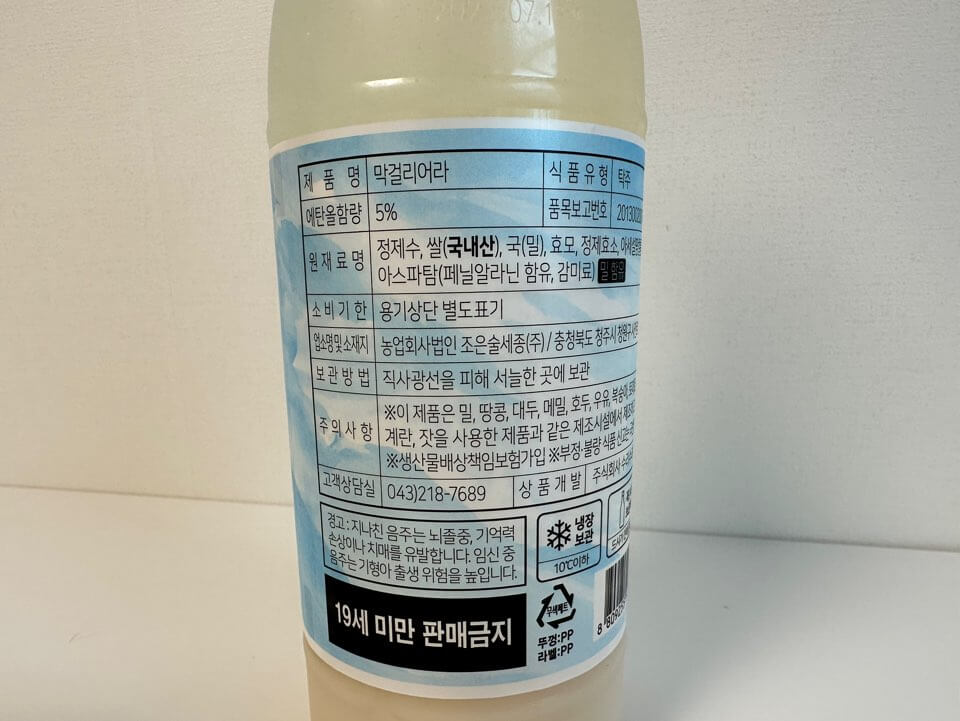 07.1
제품명 막걸리어라 식품유형 탁주
에탄올함량 5% 품목보고번호
원재료명 정제수, 쌀(국내산), 국(밀), 효모, 정제효소,
아스파탐(페닐알라닌 함유, 감미료) 밀 함유
소비기한 용기상단 별도표기
업소명및소재지 농업회사법인 조은술세종(주) / 충청북도 청주시 청원구
보관방법 직사광선을 피해 서늘한 곳에 보관
주의사항 ※이 제품은 밀, 땅콩, 대두, 메밀, 호두, 우유, 복숭아,
계란, 잣을 사용한 제품과 같은 제조시설에서
※생산물배상책임보험가입 ※부정·불량 식품 신고는
고객상담실 043)218-7689 상품개발 주식회사
경고 : 지나친 음주는 뇌졸중, 기억력
손상이나 치매를 유발합니다. 임신 중
음주는 기형아 출생 위험을 높입니다.
냉장
보관
10℃이하
19세 미만 판매금지
무색페트
뚜껑:PP
라벨:PP